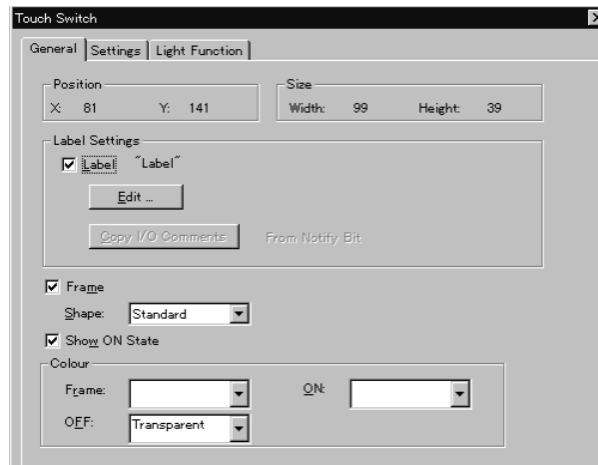 Touch Switch
General Settings Light Function
Position
X: 81 Y: 141
Size
Width: 99 Height: 39
Label Settings
Label "Label"
Edit ...
Copy I/O Comments From Notify Bit
Frame
Shape: Standard
Show ON State
Colour
Frame: ON:
OFF: Transparent